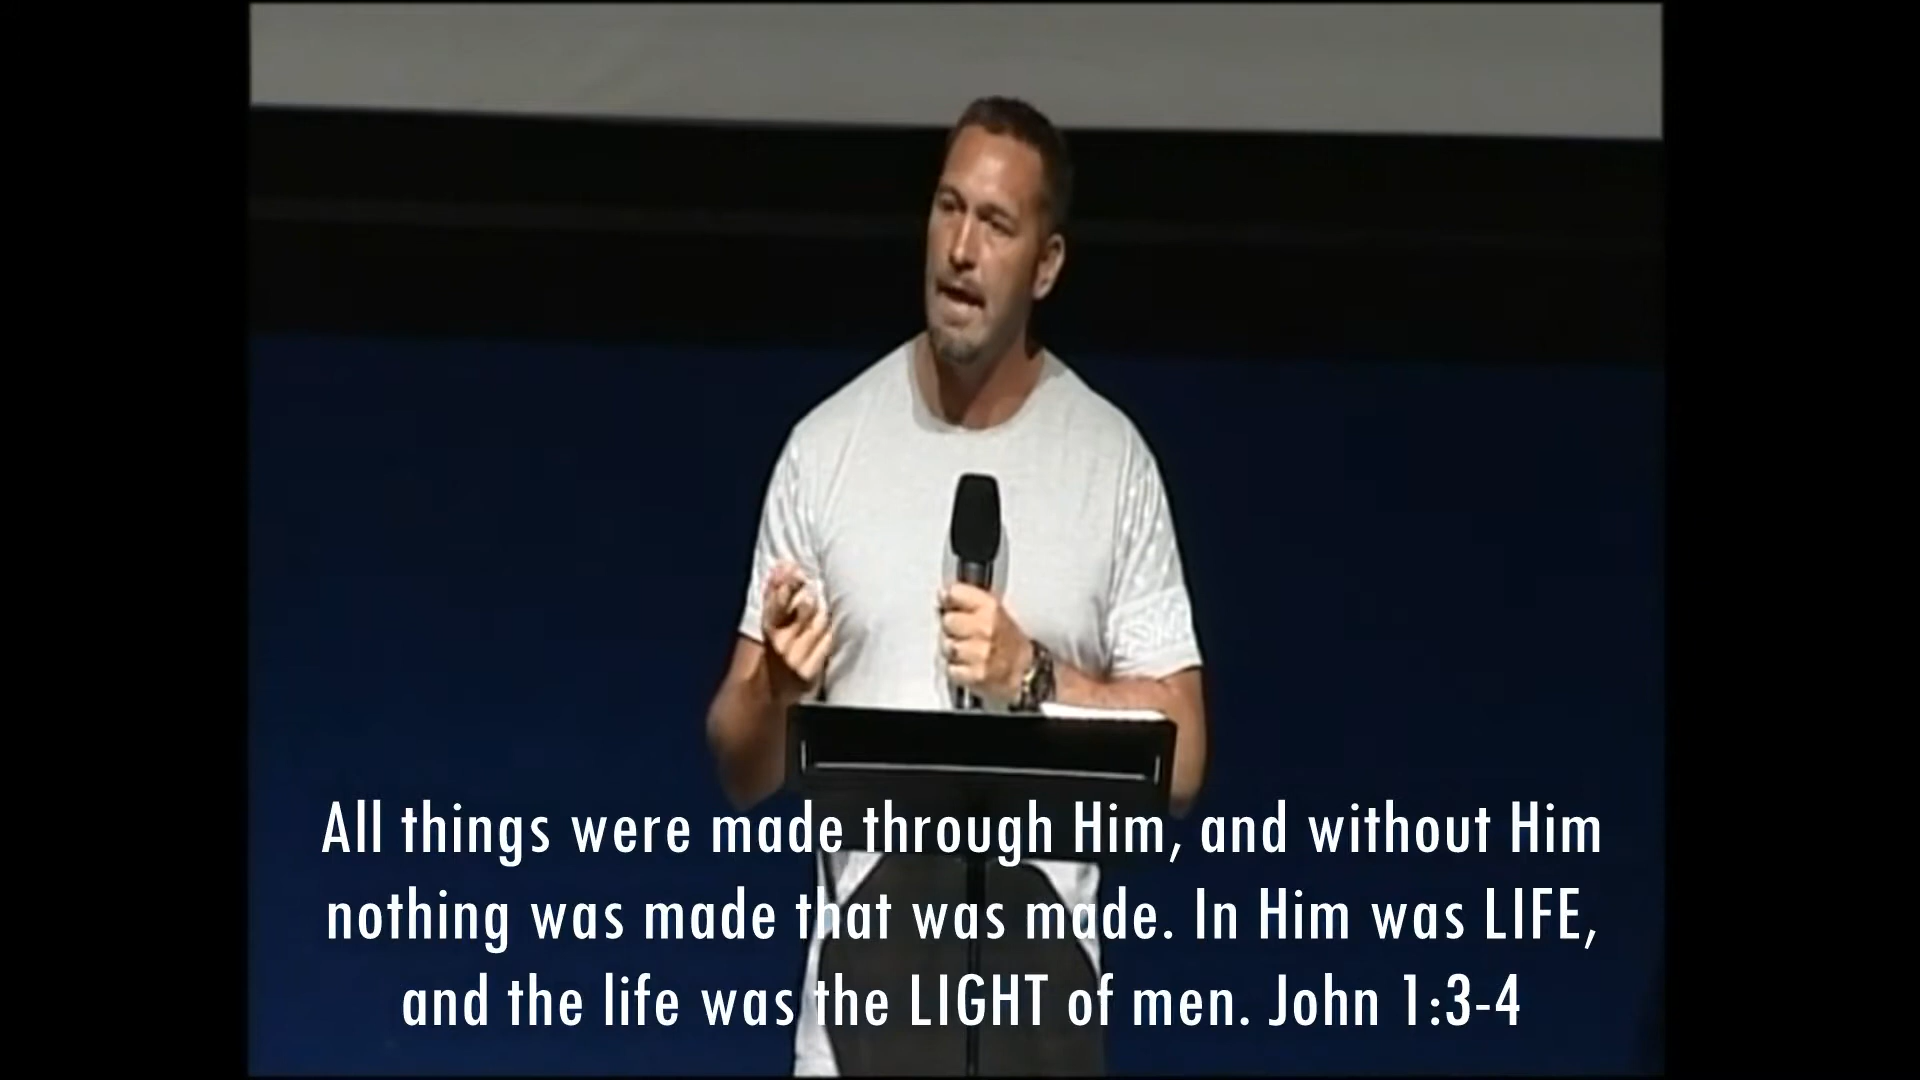 All things were made through Him, and without Him
nothing was made that was made. In Him was LIFE,
and the life was the LIGHT of men. John 1:3-4